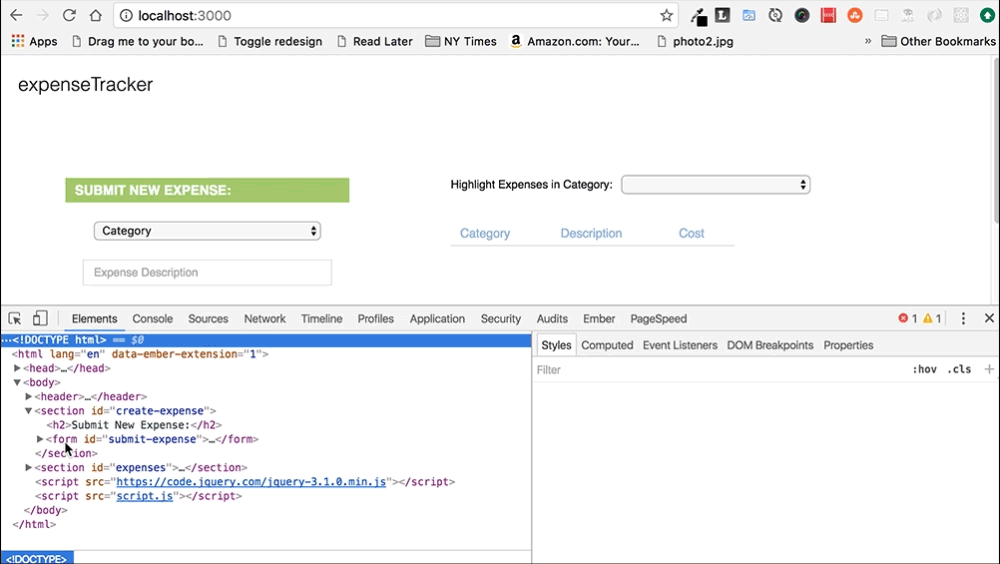 localhost:3000
Apps Drag me to your bo... Toggle redesign Read Later NY Times Amazon.com: Your... photo2.jpg » Other Bookmarks
expenseTracker
SUBMIT NEW EXPENSE:
Category
Expense Description
Highlight Expenses in Category:
Category Description Cost
Elements Console Sources Network Timeline Profiles Application Security Audits Ember PageSpeed 1 1
<!DOCTYPE html> == $0
<html lang="en" data-ember-extension="1">
<head>…</head>
<body>
<header>…</header>
<section id="create-expense">
<h2>Submit New Expense:</h2>
<form id="submit-expense">…</form>
</section>
<section id="expenses">…</section>
<script src="https://code.jquery.com/jquery-3.1.0.min.js"></script>
<script src="script.js"></script>
</body>
</html>
<!DOCTYPE>
Styles Computed Event Listeners DOM Breakpoints Properties
Filter :hov .cls +